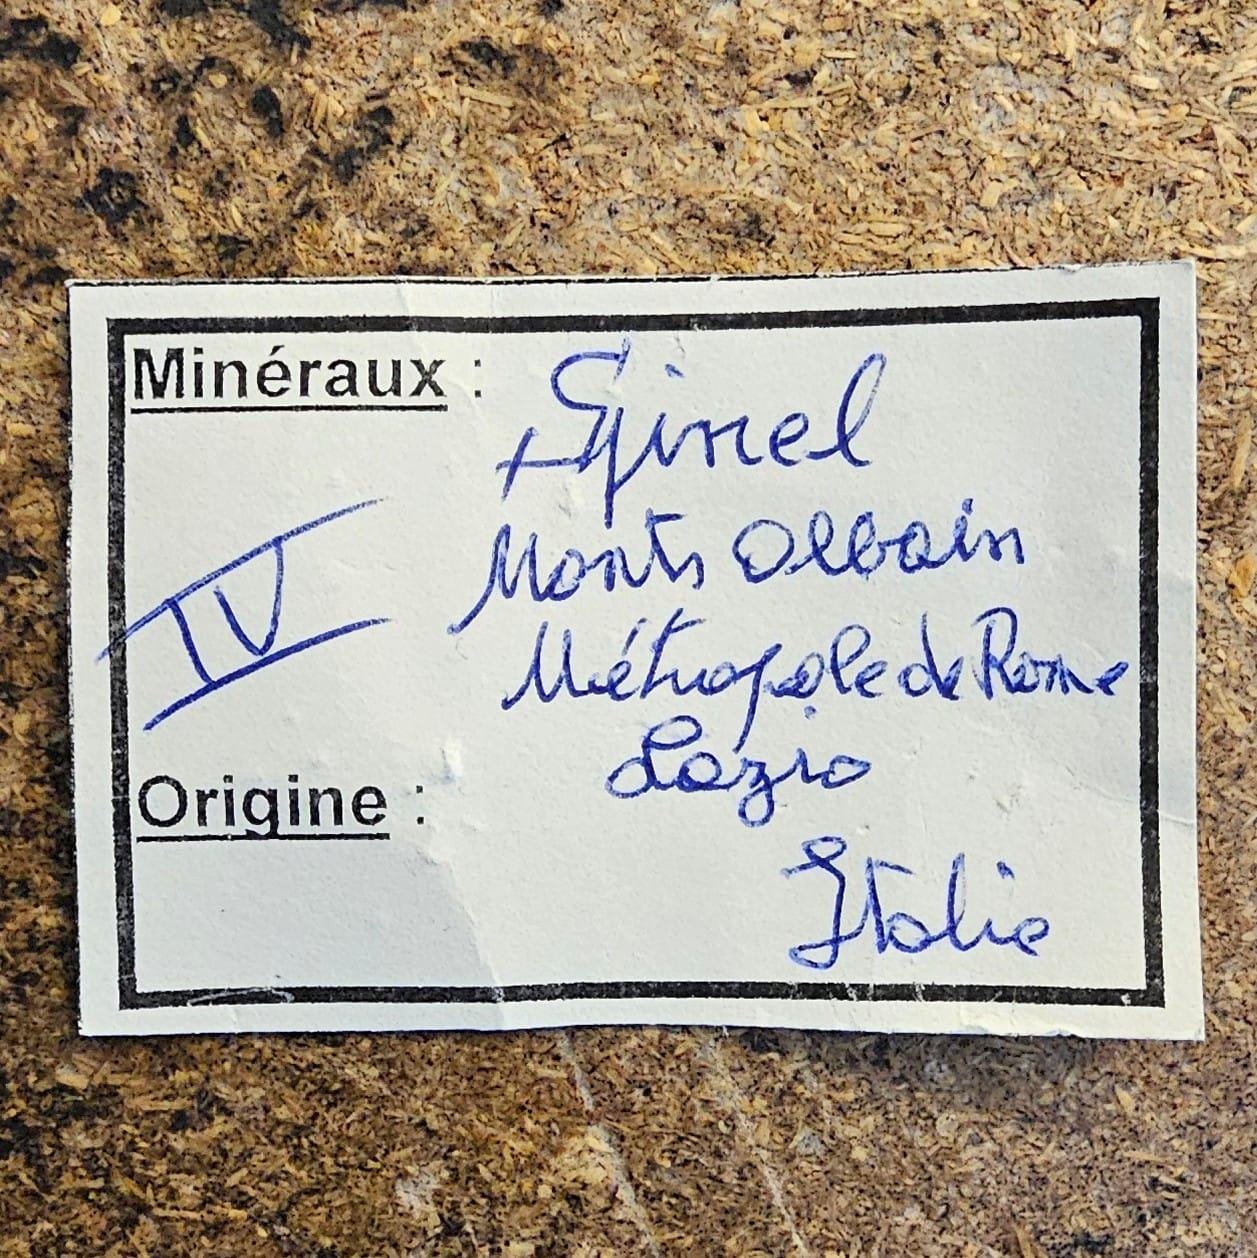 Minéraux : + Spinel
Monts Albain
IV
Métropole de Rome
Lazio
Origine :
Italie